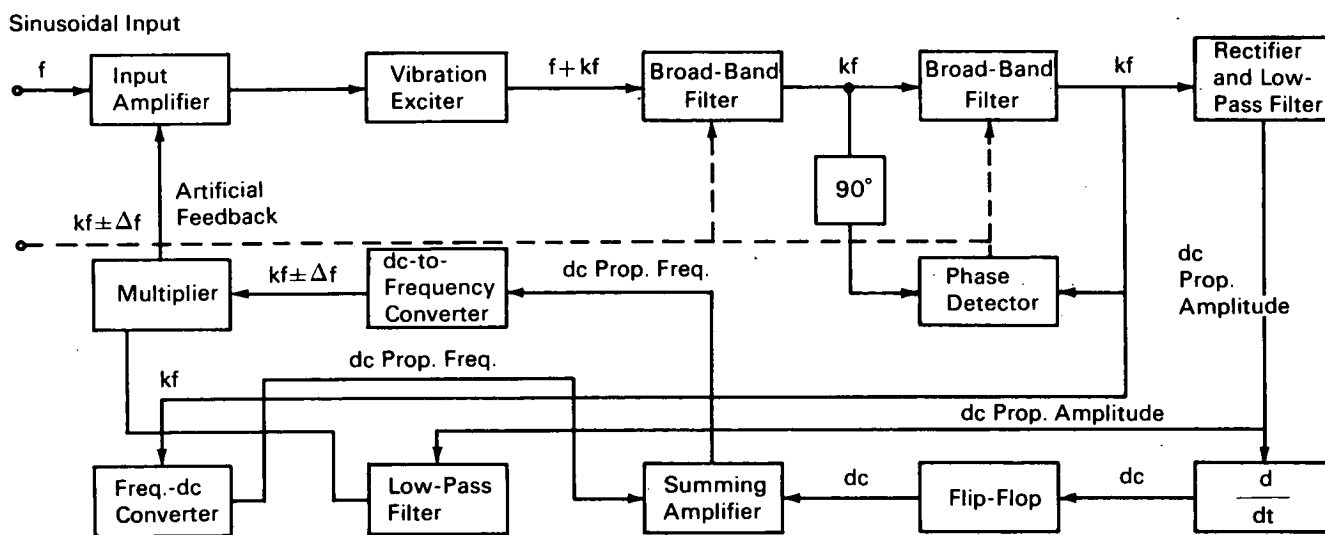 Sinusoidal Input
f
Input
Amplifier
Vibration
Exciter
f + kf
Broad-Band
Filter
kf
Broad-Band
Filter
kf
Rectifier
and Low-
Pass Filter
90°
Artificial
Feedback
kf ± Δf
Multiplier
kf ± Δf
dc-to-
Frequency
Converter
dc Prop. Freq.
Phase
Detector
dc
Prop.
Amplitude
kf
dc Prop. Freq.
dc Prop. Amplitude
Freq.-dc
Converter
Low-Pass
Filter
Summing
Amplifier
dc
Flip-Flop
dc
d
dt